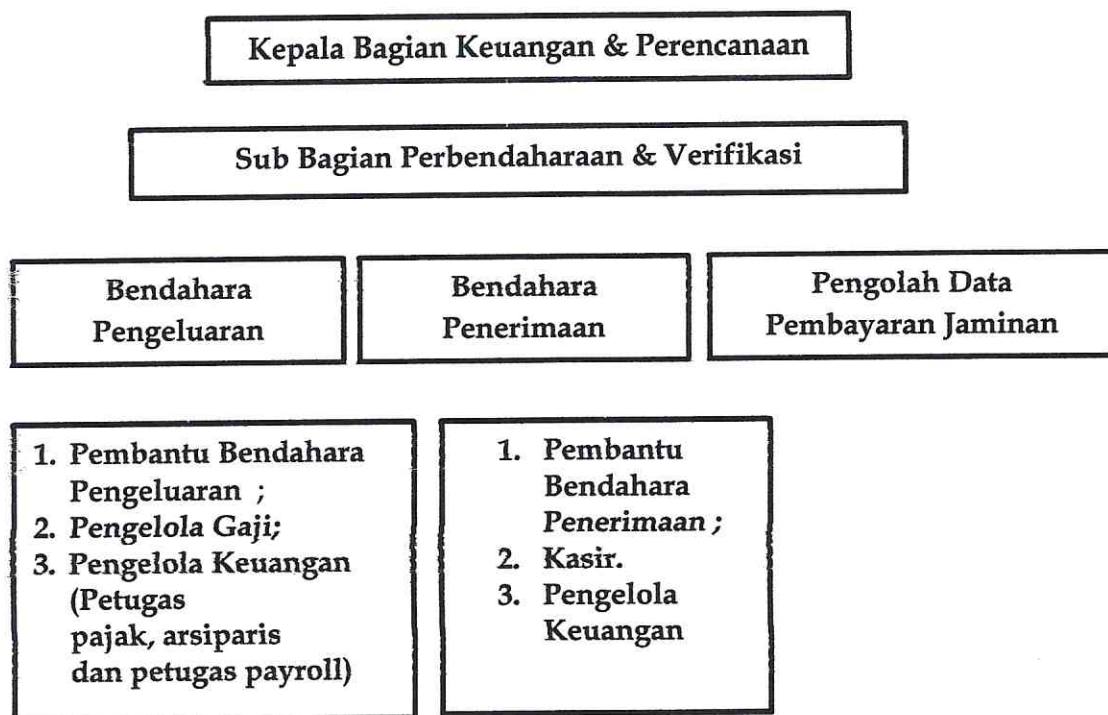 Kepala Bagian Keuangan & Perencanaan
Sub Bagian Perbendaharaan & Verifikasi
Bendahara
Pengeluaran
Bendahara
Penerimaan
Pengolah Data
Pembayaran Jaminan
1. Pembantu Bendahara
Pengeluaran ;
2. Pengelola Gaji;
3. Pengelola Keuangan
(Petugas
pajak, arsiparis
dan petugas payroll)
1. Pembantu
Bendahara
Penerimaan ;
2. Kasir.
3. Pengelola
Keuangan